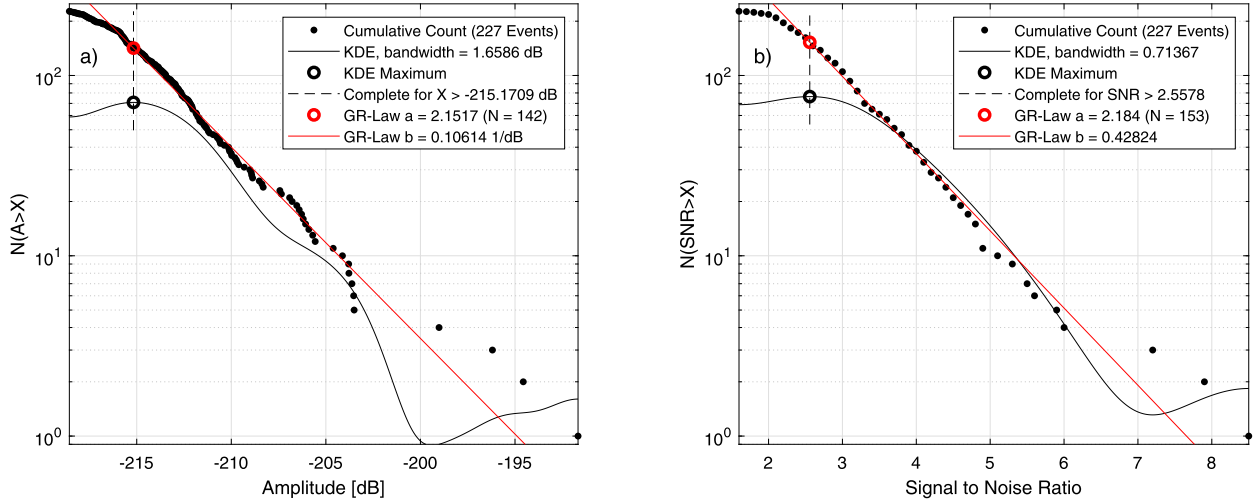 a)
Cumulative Count (227 Events)
KDE, bandwidth = 1.6586 dB
KDE Maximum
Complete for X > -215.1709 dB
GR-Law a = 2.1517 (N = 142)
GR-Law b = 0.10614 1/dB
10²
10¹
10⁰
N(A>X)
-215
-210
-205
-200
-195
Amplitude [dB]
b)
Cumulative Count (227 Events)
KDE, bandwidth = 0.71367
KDE Maximum
Complete for SNR > 2.5578
GR-Law a = 2.184 (N = 153)
GR-Law b = 0.42824
10²
10¹
10⁰
N(SNR>X)
2
3
4
5
6
7
8
Signal to Noise Ratio